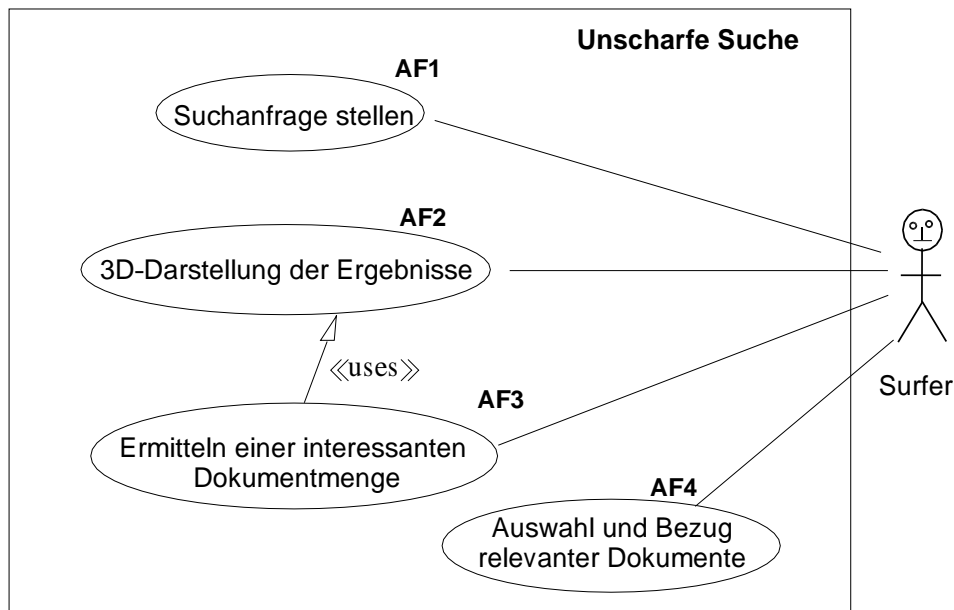 Unscharfe Suche
AF1
Suchanfrage stellen
AF2
3D-Darstellung der Ergebnisse
«uses»
AF3
Ermitteln einer interessanten
Dokumentmenge
AF4
Auswahl und Bezug
relevanter Dokumente
Surfer